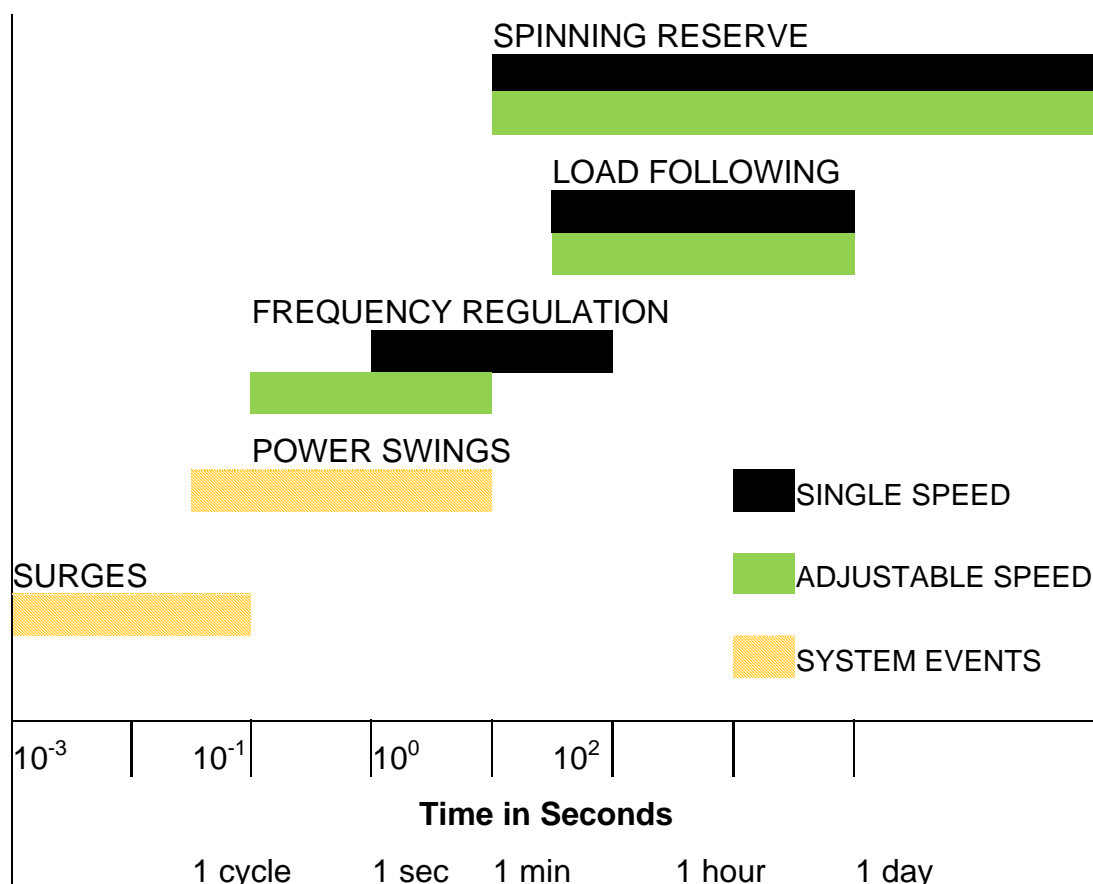 SPINNING RESERVE
LOAD FOLLOWING
FREQUENCY REGULATION
POWER SWINGS
SINGLE SPEED
SURGES
ADJUSTABLE SPEED
SYSTEM EVENTS
10⁻³ 10⁻¹ 10⁰ 10²
Time in Seconds
1 cycle 1 sec 1 min 1 hour 1 day